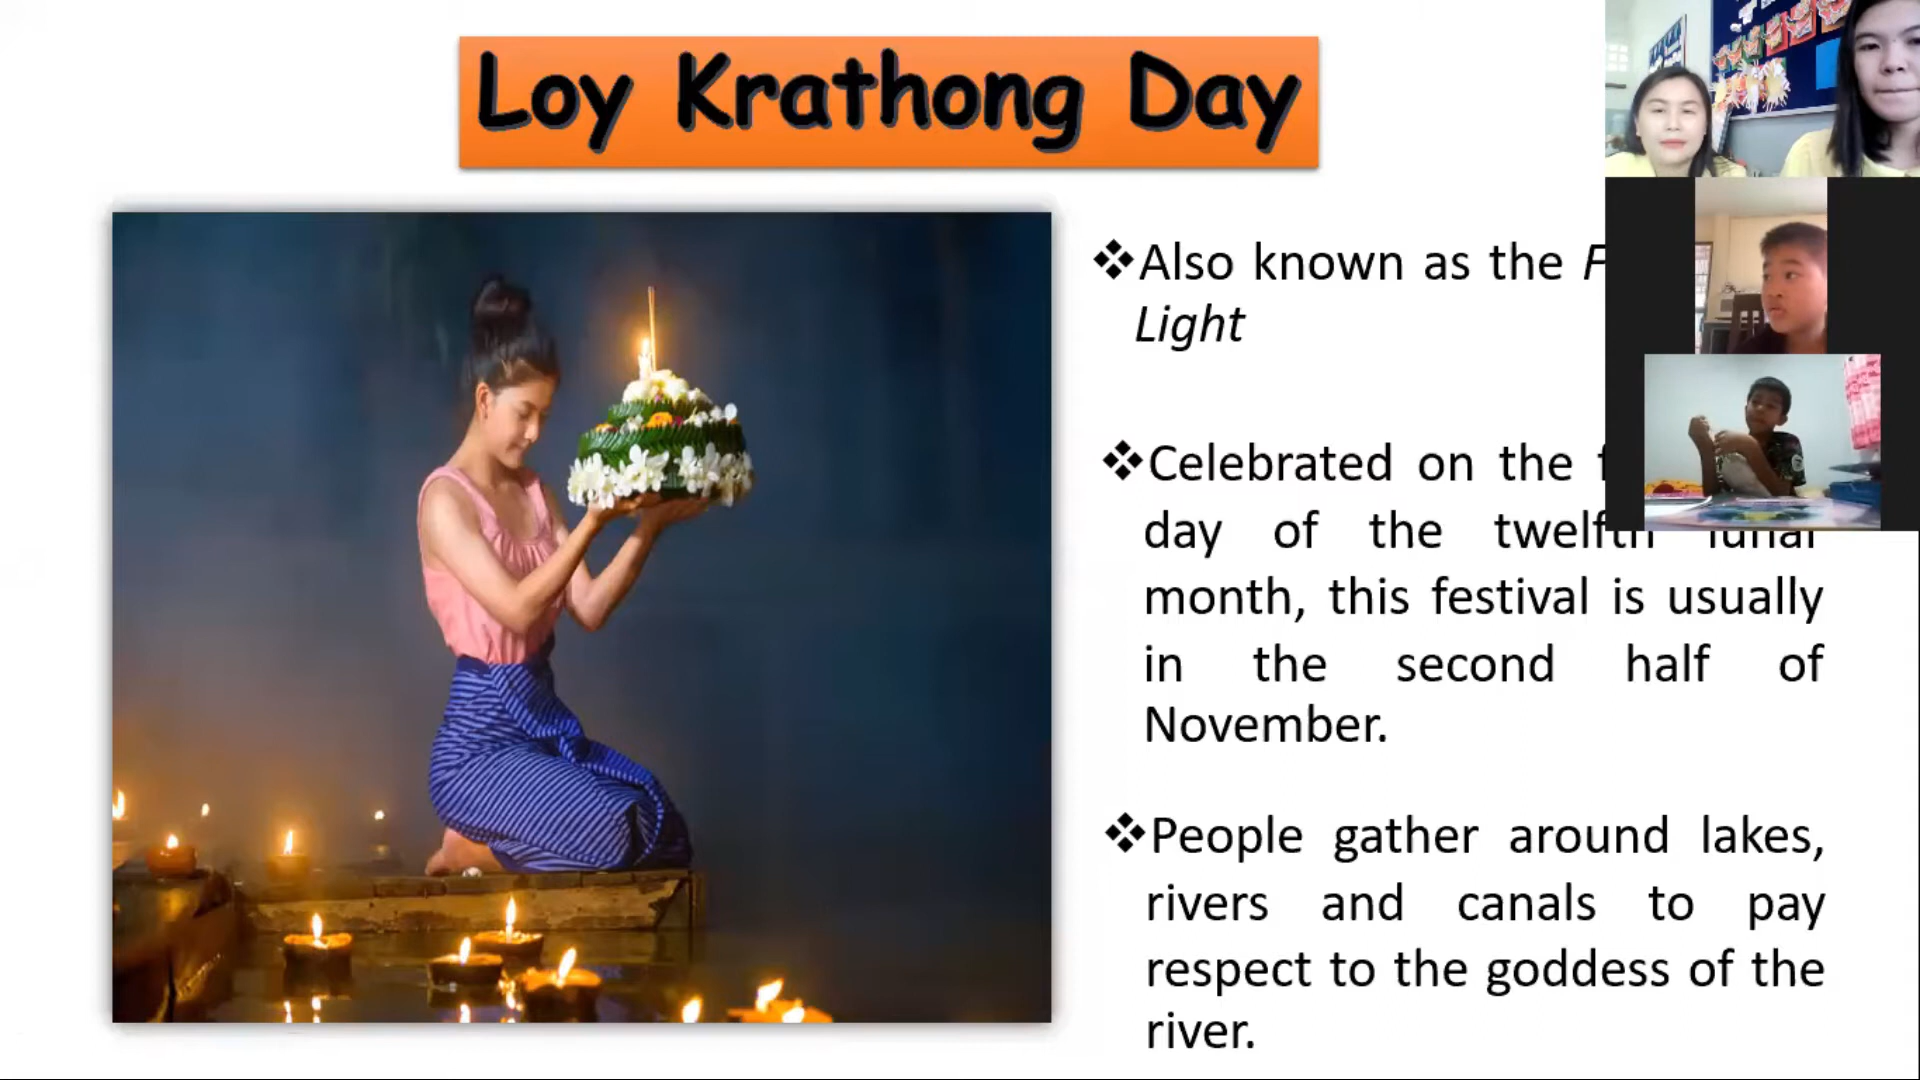 Loy Krathong Day
❖Also known as the
Light
❖Celebrated on the
day of the twelfth lunar
month, this festival is usually
in the second half of
November.
❖People gather around lakes,
rivers and canals to pay
respect to the goddess of the
river.